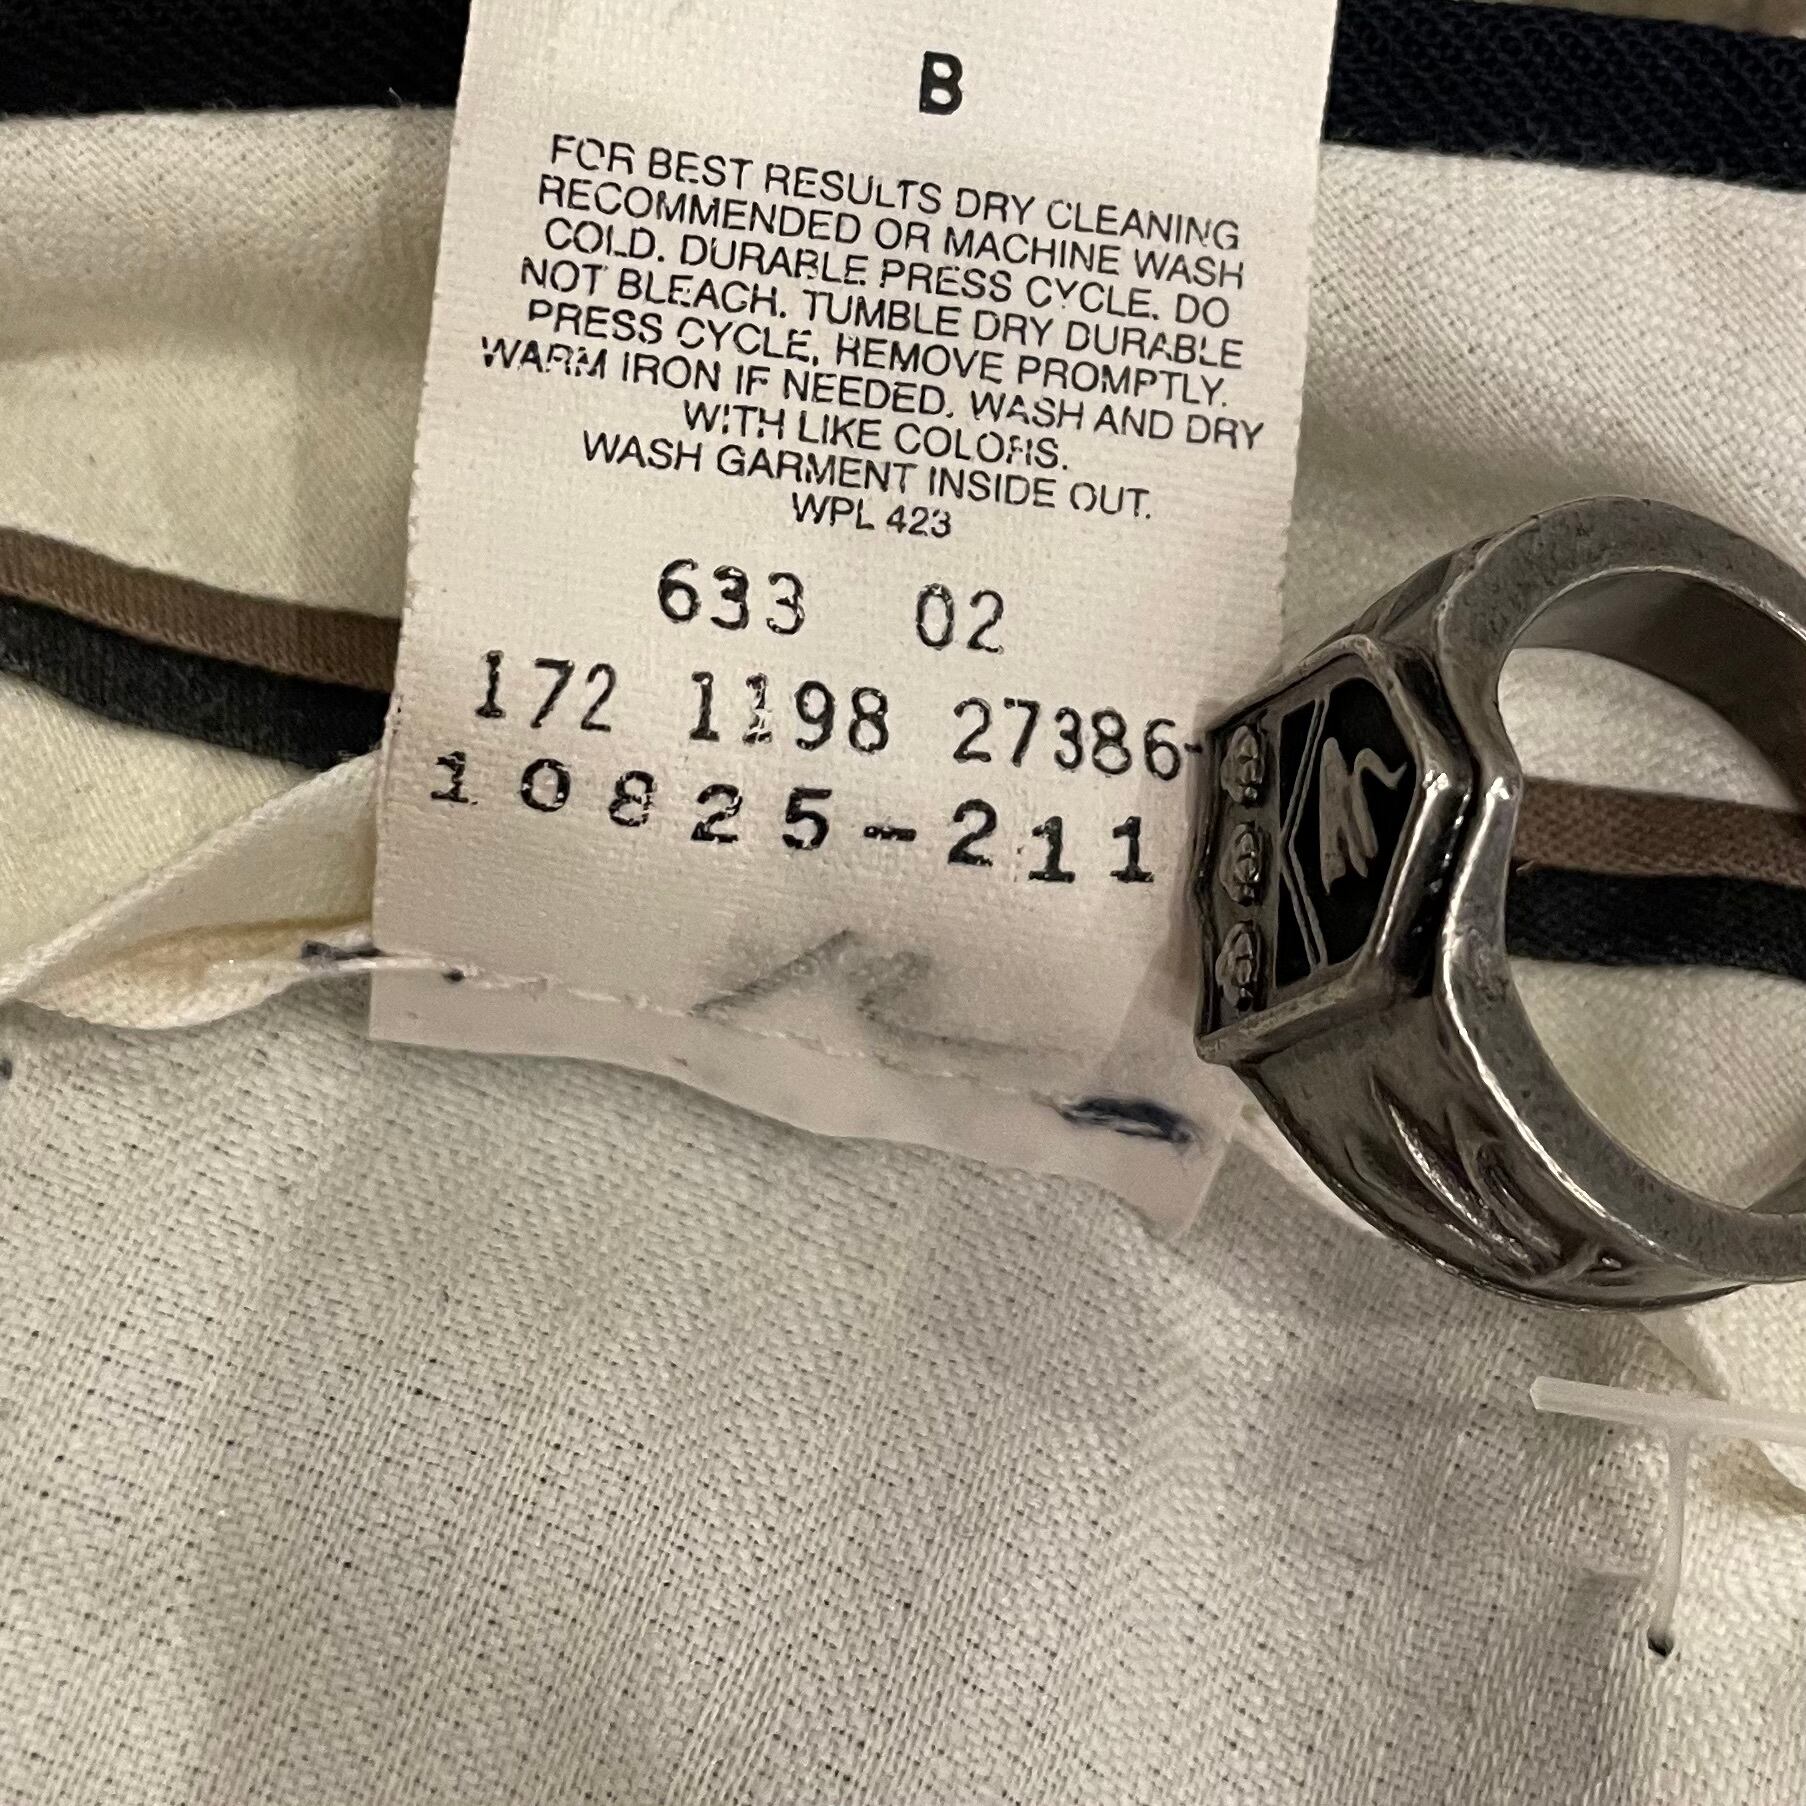 B
FOR BEST RESULTS DRY CLEANING
RECOMMENDED OR MACHINE WASH
COLD. DURABLE PRESS CYCLE. DO
NOT BLEACH. TUMBLE DRY DURABLE
PRESS CYCLE, REMOVE PROMPTLY.
WARM IRON IF NEEDED. WASH AND DRY
WITH LIKE COLORS.
WASH GARMENT INSIDE OUT.
WPL 423
633 02
172 1198 27386-
10825-211